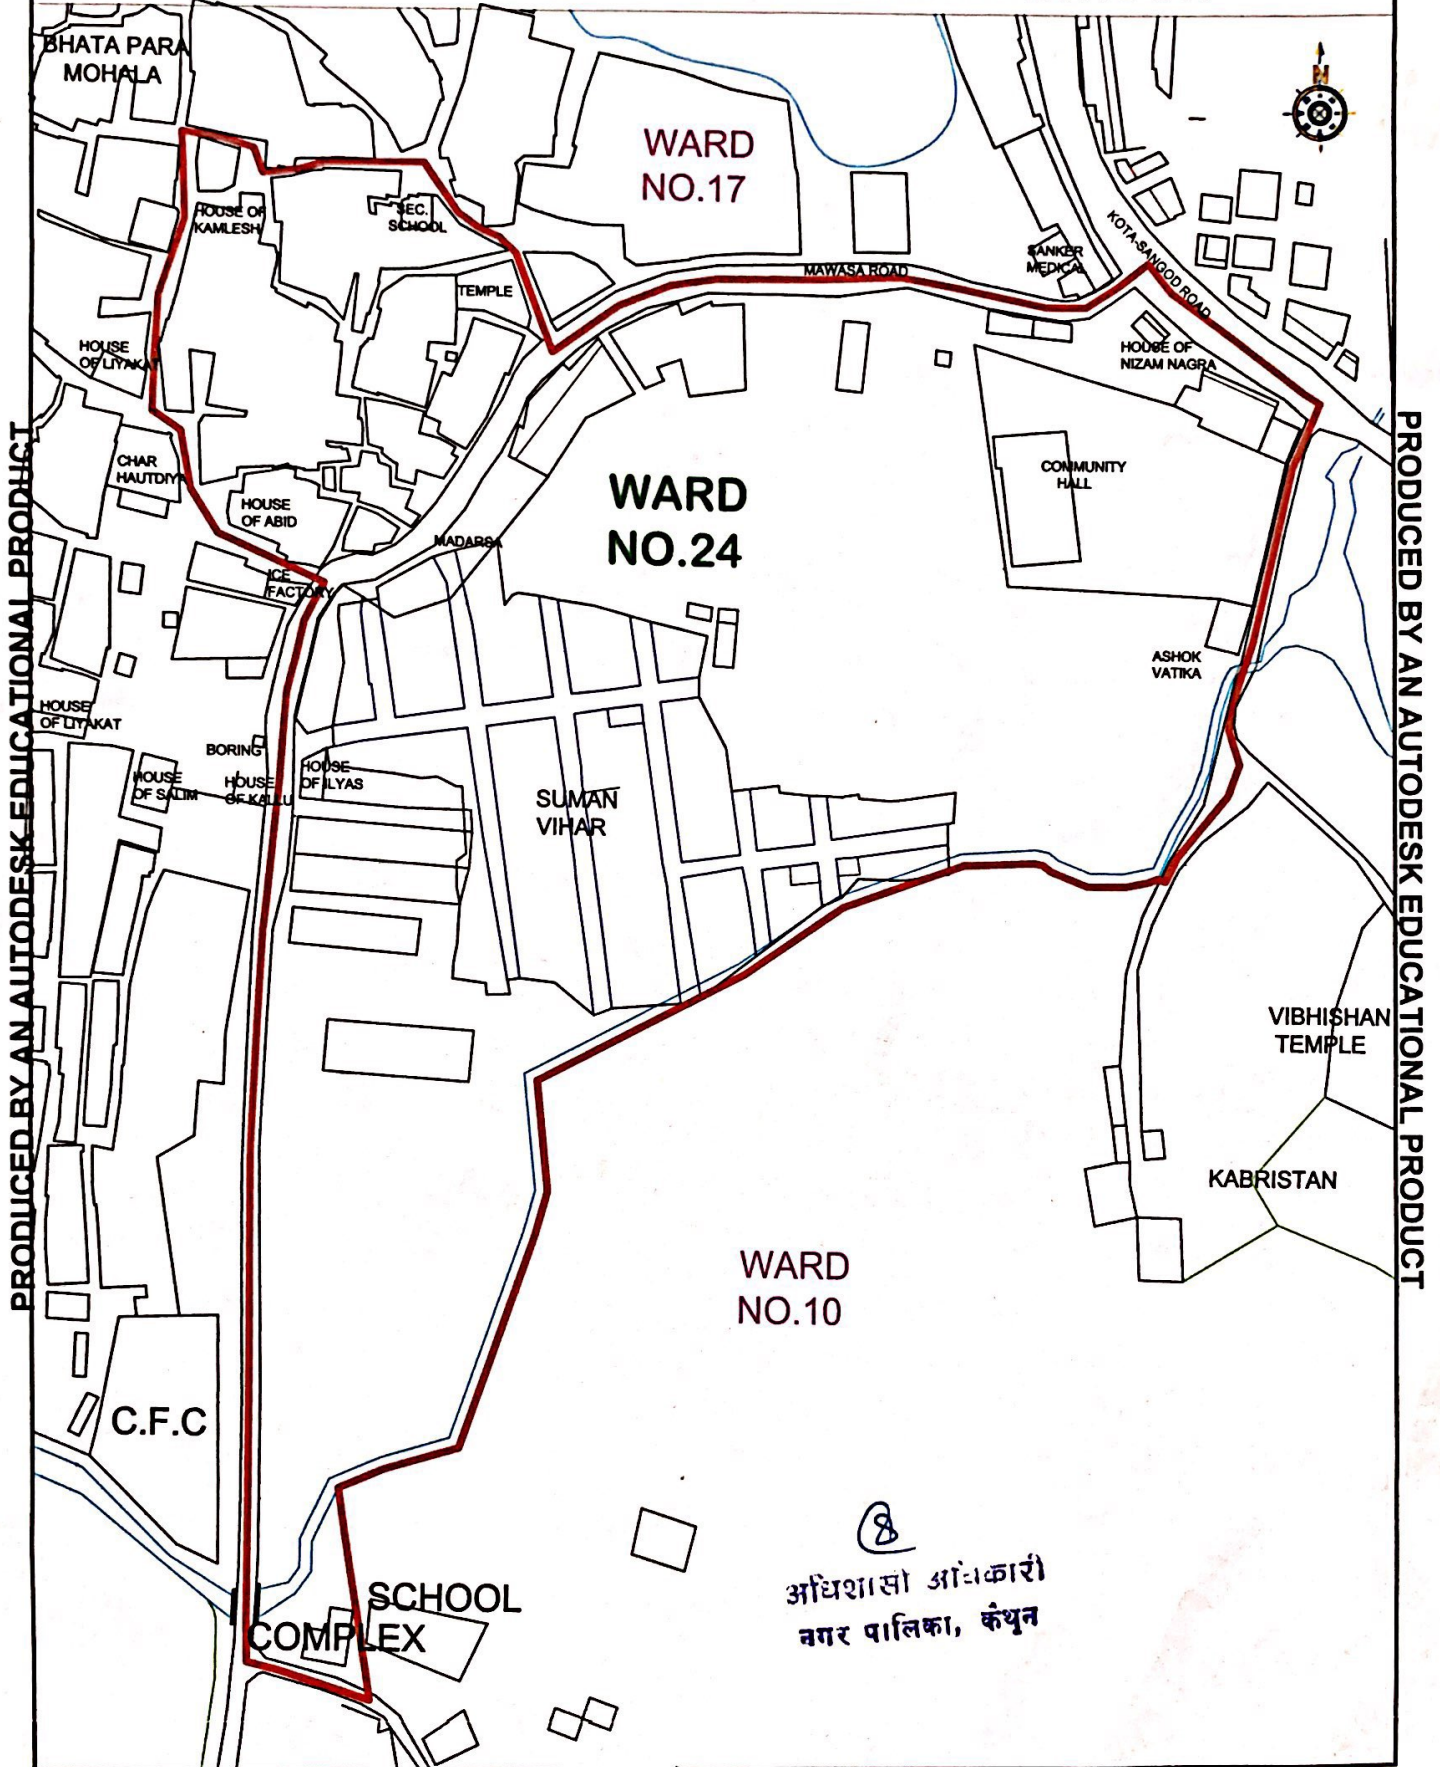 BHATA PARA
MOHALA
N
WARD
NO.17
HOUSE OF
KAMLESH
SEC.
SCHOOL
KOTA-SANGOD ROAD
SANKER
MEDICAL
MAWASA ROAD
TEMPLE
HOUSE
OF LIYAKAT
HOUSE OF
NIZAM NAGRA
CHAR
HAUTDIYA
COMMUNITY
HALL
WARD
NO.24
HOUSE
OF ABID
MADARSA
ICE
FACTORY
ASHOK
VATIKA
HOUSE
OF LIYAKAT
BORING
HOUSE
OF SALIM
HOUSE
OF KALLU
HOUSE
OF ILYAS
SUMAN
VIHAR
VIBHISHAN
TEMPLE
KABRISTAN
WARD
NO.10
C.F.C
SCHOOL
COMPLEX
8
अधिशासी अधिकारी
नगर पालिका, कैथून
PRODUCED BY AN AUTODESK EDUCATIONAL PRODUCT
PRODUCED BY AN AUTODESK EDUCATIONAL PRODUCT